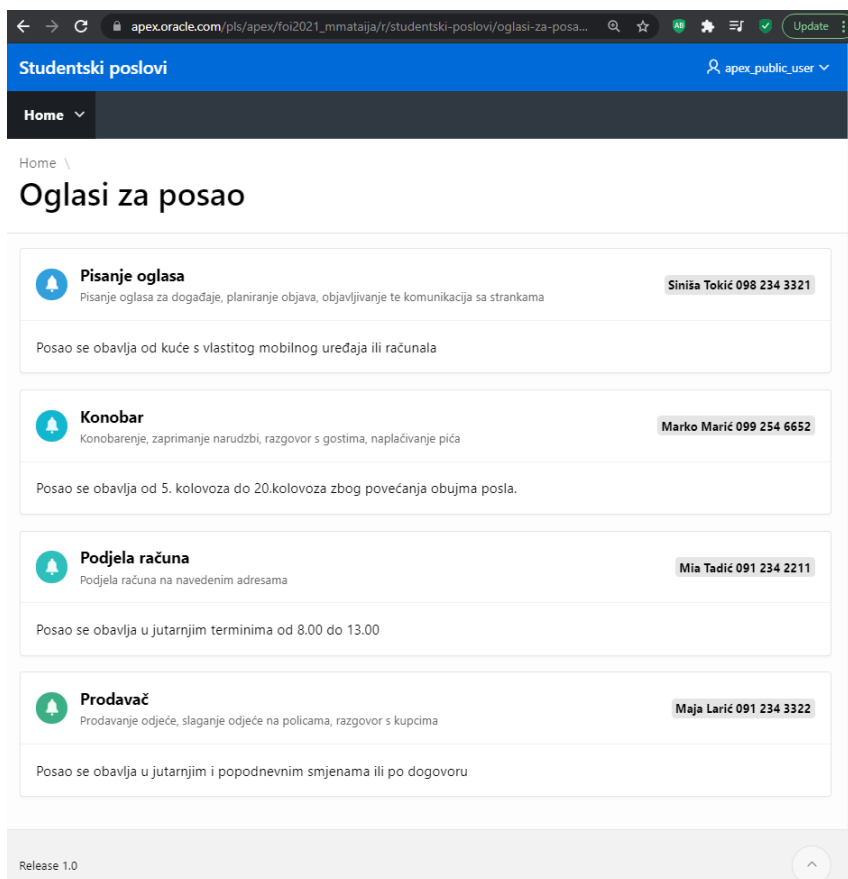 apex.oracle.com/pls/apex/foi2021_mmataija/r/studentski-poslovi/oglasi-za-posa...
AB
Update
Studentski poslovi
apex_public_user
Home
Home \
Oglasi za posao
Pisanje oglasa
Siniša Tokić 098 234 3321
Pisanje oglasa za događaje, planiranje objava, objavljivanje te komunikacija sa strankama
Posao se obavlja od kuće s vlastitog mobilnog uređaja ili računala
Konobar
Marko Marić 099 254 6652
Konobarenje, zaprimanje narudzbi, razgovor s gostima, naplačivanje pića
Posao se obavlja od 5. kolovoza do 20.kolovoza zbog povećanja obujma posla.
Podjela računa
Mia Tadić 091 234 2211
Podjela računa na navedenim adresama
Posao se obavlja u jutarnjim terminima od 8.00 do 13.00
Prodavač
Maja Larić 091 234 3322
Prodavanje odjeće, slaganje odjeće na policama, razgovor s kupcima
Posao se obavlja u jutarnjim i popodnevnim smjenama ili po dogovoru
Release 1.0